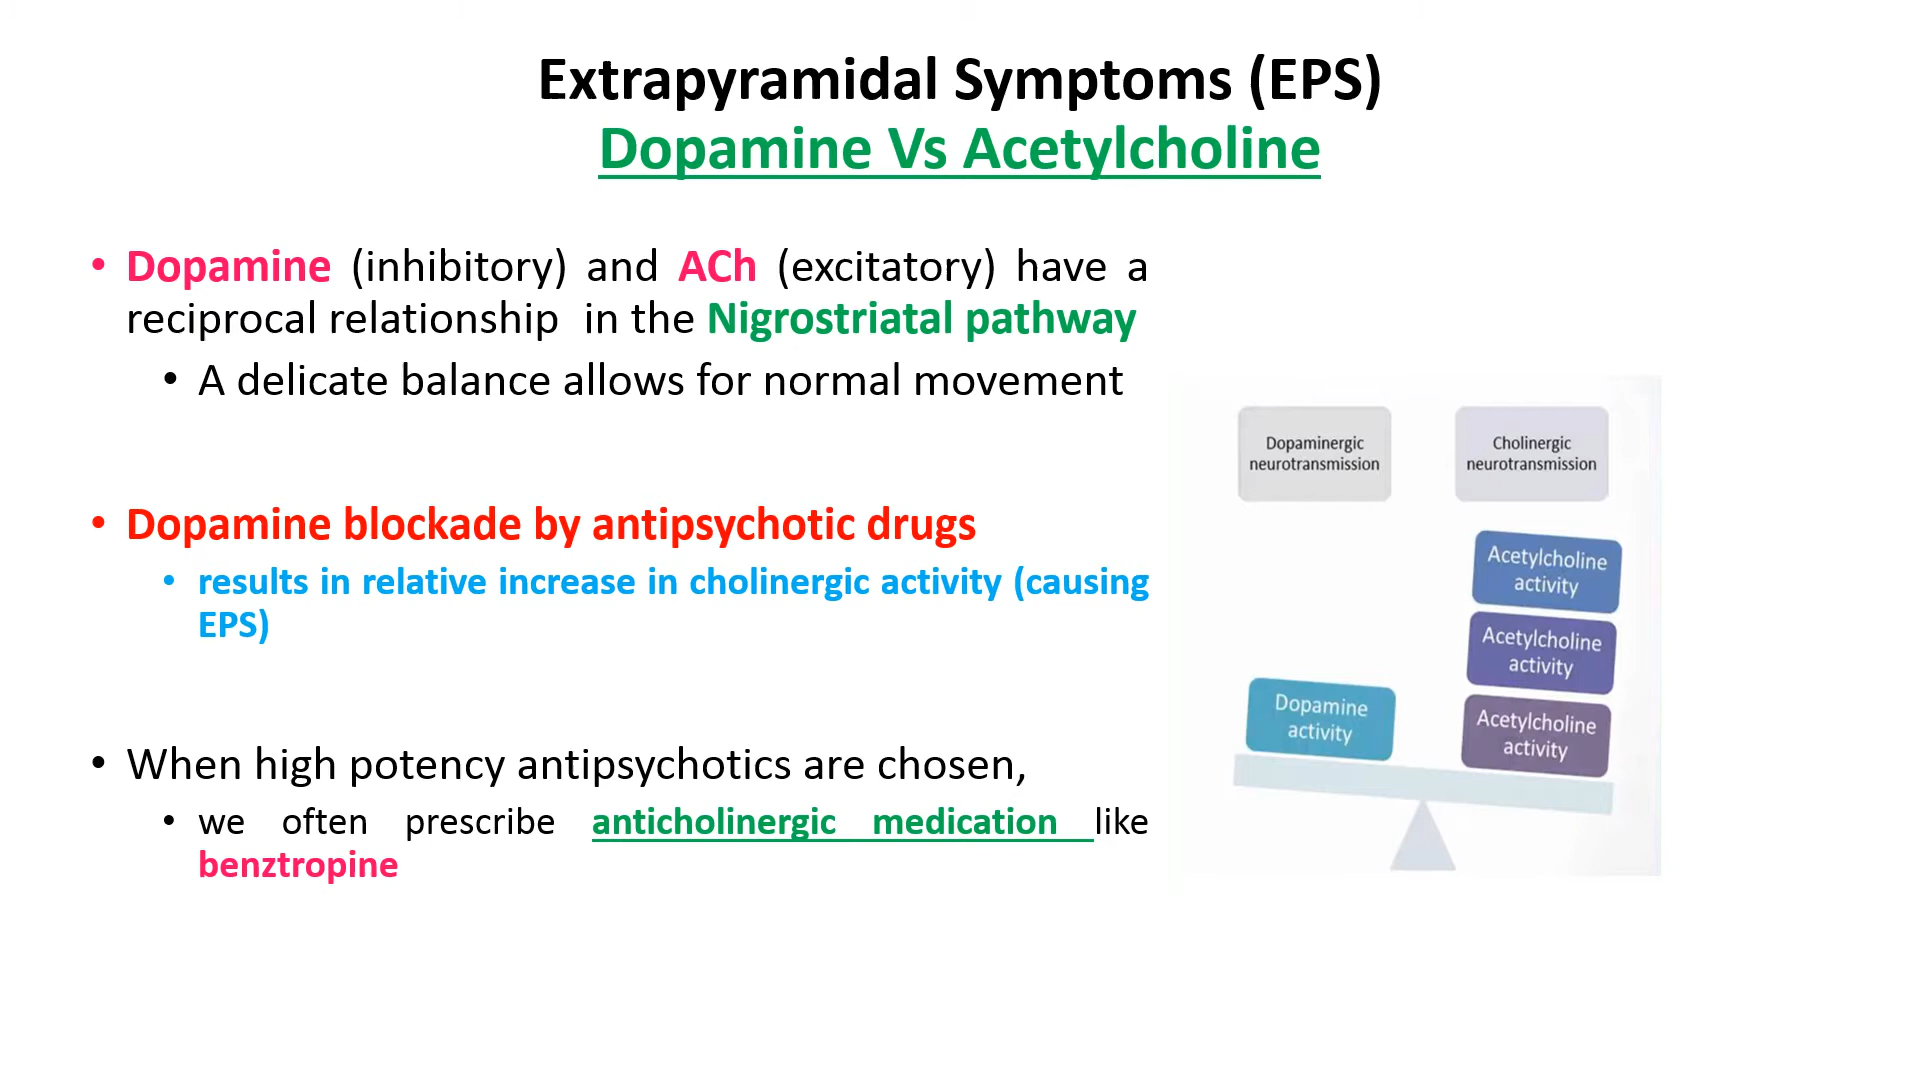 Extrapyramidal Symptoms (EPS)
Dopamine Vs Acetylcholine
• Dopamine (inhibitory) and ACh (excitatory) have a
reciprocal relationship in the Nigrostriatal pathway
• A delicate balance allows for normal movement
• Dopamine blockade by antipsychotic drugs
• results in relative increase in cholinergic activity (causing
EPS)
• When high potency antipsychotics are chosen,
• we often prescribe anticholinergic medication like
benztropine
Dopaminergic
neurotransmission
Cholinergic
neurotransmission
Acetylcholine
activity
Acetylcholine
activity
Dopamine
activity
Acetylcholine
activity